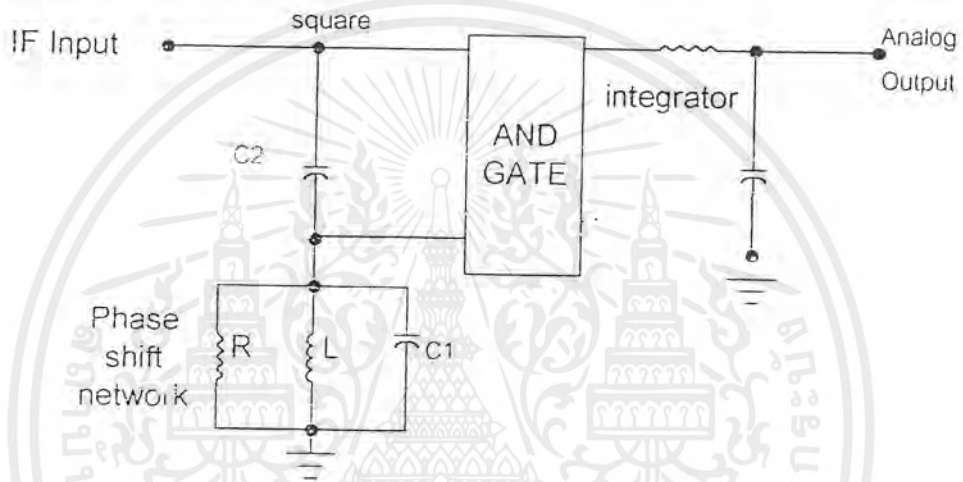 square
IF Input
Analog
Output
integrator
AND
GATE
C2
Phase
shift
network
R
L
C1